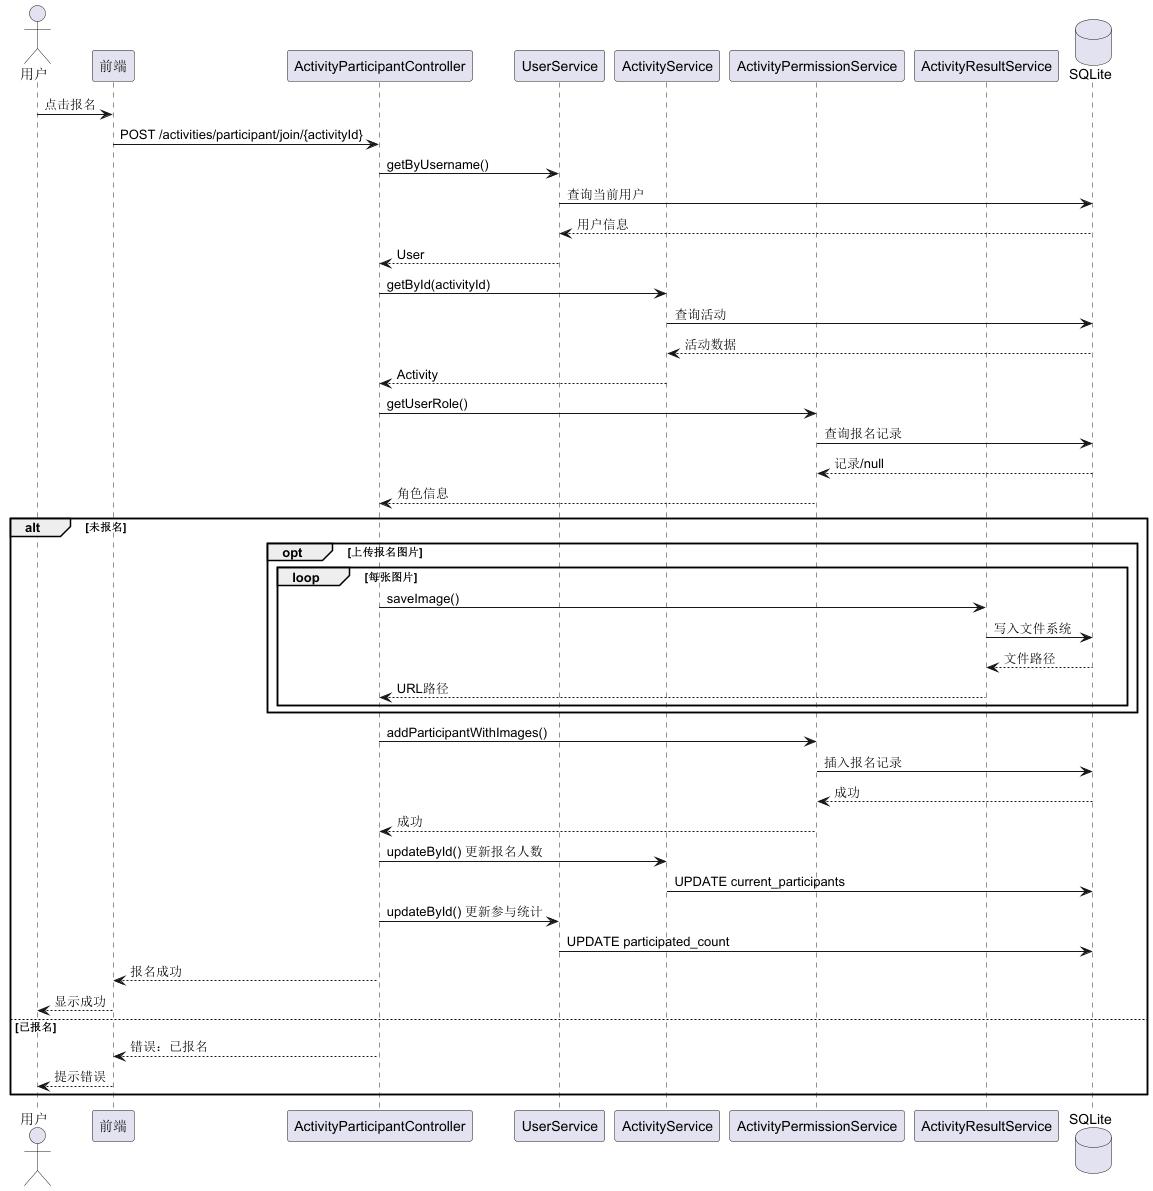 用户
前端
ActivityParticipantController
UserService
ActivityService
ActivityPermissionService
ActivityResultService
SQLite
点击报名
POST /activities/participant/join/{activityId}
getByUsername()
查询当前用户
用户信息
User
getById(activityId)
查询活动
活动数据
Activity
getUserRole()
查询报名记录
记录/null
角色信息
alt [未报名]
opt [上传报名图片]
loop [每张图片]
saveImage()
写入文件系统
文件路径
URL路径
addParticipantWithImages()
插入报名记录
成功
成功
updateById() 更新报名人数
UPDATE current_participants
updateById() 更新参与统计
UPDATE participated_count
报名成功
显示成功
[已报名]
错误：已报名
提示错误
用户
前端
ActivityParticipantController
UserService
ActivityService
ActivityPermissionService
ActivityResultService
SQLite